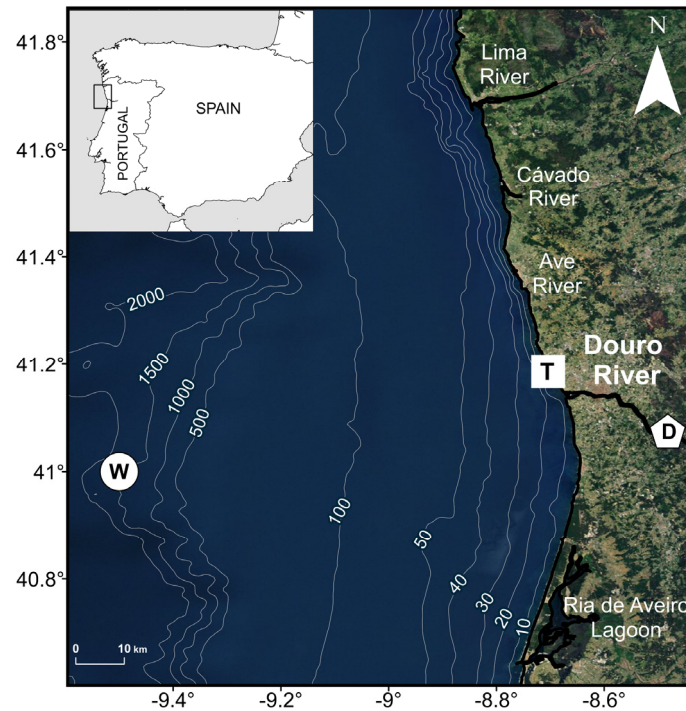 41.8°
41.6°
41.4°
41.2°
41°
40.8°
-9.4°
-9.2°
-9°
-8.8°
-8.6°
SPAIN
PORTUGAL
N
Lima
River
Cávado
River
Ave
River
Douro
River
T
D
W
2000
1500
1000
500
100
50
40
30
20
10
Ria de Aveiro
Lagoon
0 10 km